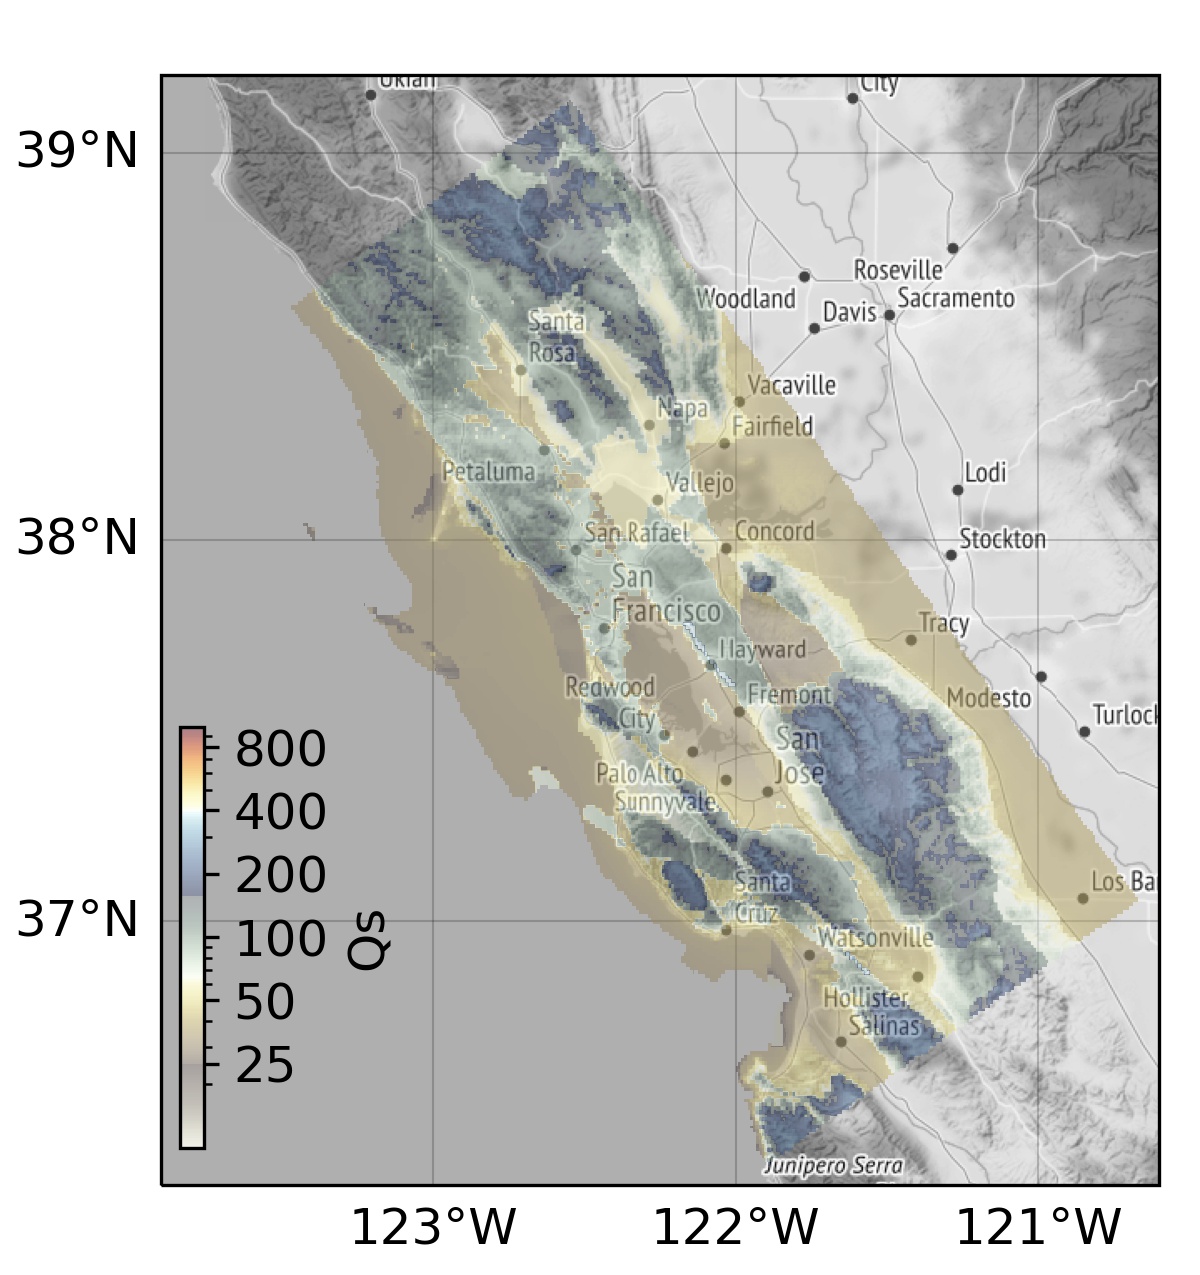 Ukiah
City
39°N
Roseville
Woodland
Sacramento
Davis
Santa
Rosa
Vacaville
Napa
Fairfield
Petaluma
Vallejo
Lodi
38°N
San Rafael
Concord
Stockton
San
Francisco
Tracy
Hayward
Redwood
City
Fremont
Modesto
Turlock
San
Jose
Palo Alto
Sunnyvale
800
400
200
100
50
25
Qs
Santa
Cruz
Los Ba
37°N
Watsonville
Hollister
Salinas
Junipero Serra
123°W
122°W
121°W